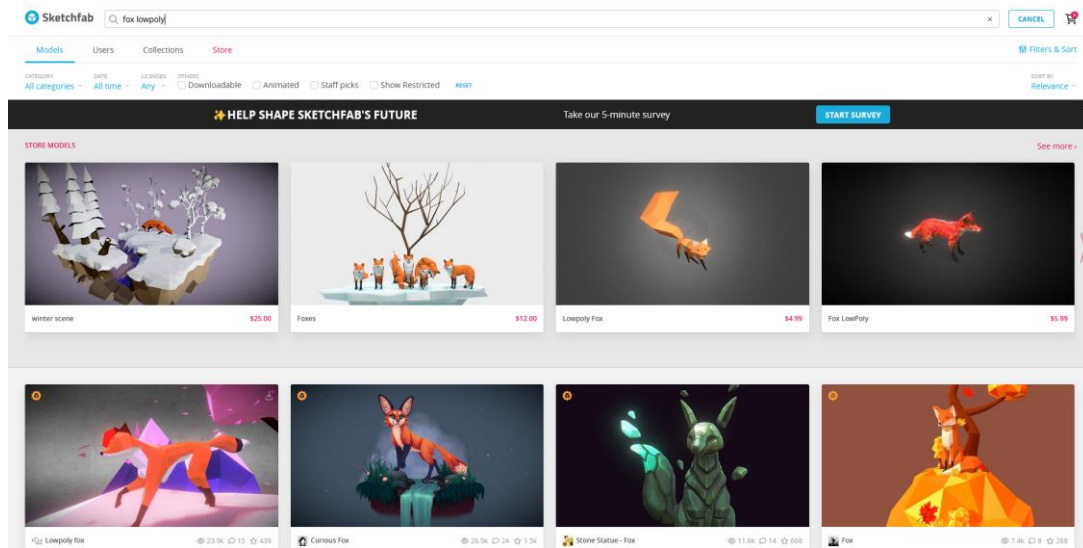 Sketchfab
fox lowpoly
×
CANCEL
Models Users Collections Store
Filters & Sort
CATEGORY DATE LICENSES OTHERS
All categories All time Any Downloadable Animated Staff picks Show Restricted RESET
SORT BY
Relevance
HELP SHAPE SKETCHFAB'S FUTURE Take our 5-minute survey START SURVEY
STORE MODELS See more ›
winter scene $25.00 Foxes $12.00 Lowpoly Fox $4.99 Fox LowPoly $5.99
Lowpoly fox 23.9k 15 439 Curious Fox 26.5k 24 1.5k Stone Statue - Fox 11.6k 14 668 Fox 7.4k 8 268